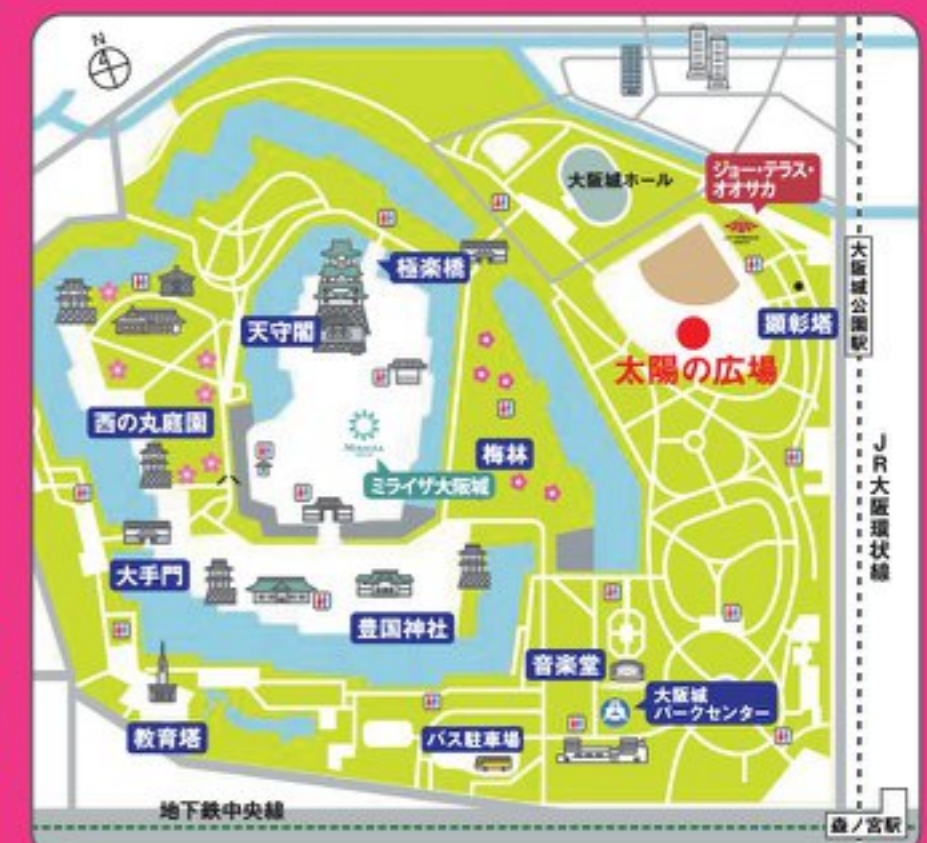 N
大阪城ホール
ジョー・テラス・
オオサカ
極楽橋
天守閣
顕彰塔
大阪城公園駅
太陽の広場
西の丸庭園
梅林
ミライザ大阪城
JR大阪環状線
大手門
豊国神社
音楽堂
大阪城
パークセンター
教育塔
バス駐車場
地下鉄中央線
森ノ宮駅